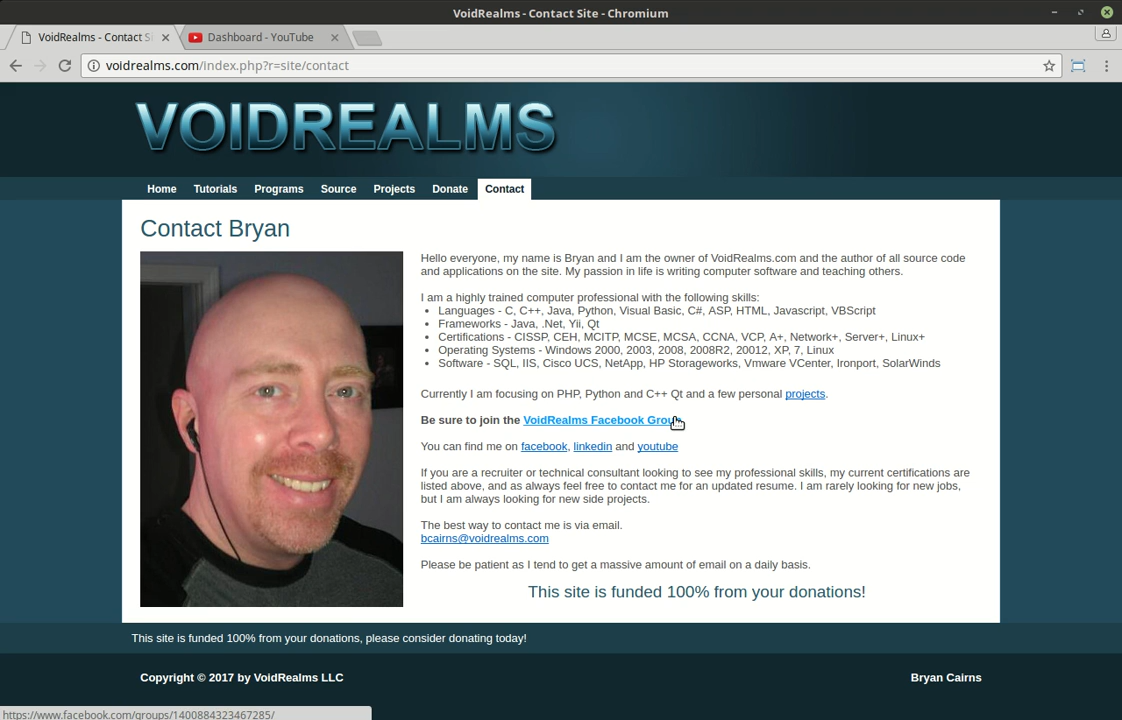 VoidRealms - Contact Site - Chromium
VoidRealms - Contact Si
Dashboard - YouTube
voidrealms.com/index.php?r=site/contact
VOIDREALMS
Home Tutorials Programs Source Projects Donate Contact
Contact Bryan
Hello everyone, my name is Bryan and I am the owner of VoidRealms.com and the author of all source code
and applications on the site. My passion in life is writing computer software and teaching others.
I am a highly trained computer professional with the following skills:
• Languages - C, C++, Java, Python, Visual Basic, C#, ASP, HTML, Javascript, VBScript
• Frameworks - Java, .Net, Yii, Qt
• Certifications - CISSP, CEH, MCITP, MCSE, MCSA, CCNA, VCP, A+, Network+, Server+, Linux+
• Operating Systems - Windows 2000, 2003, 2008, 2008R2, 20012, XP, 7, Linux
• Software - SQL, IIS, Cisco UCS, NetApp, HP Storageworks, Vmware VCenter, Ironport, SolarWinds
Currently I am focusing on PHP, Python and C++ Qt and a few personal projects.
Be sure to join the VoidRealms Facebook Group
You can find me on facebook, linkedin and youtube
If you are a recruiter or technical consultant looking to see my professional skills, my current certifications are
listed above, and as always feel free to contact me for an updated resume. I am rarely looking for new jobs,
but I am always looking for new side projects.
The best way to contact me is via email.
bcairns@voidrealms.com
Please be patient as I tend to get a massive amount of email on a daily basis.
This site is funded 100% from your donations!
This site is funded 100% from your donations, please consider donating today!
Copyright © 2017 by VoidRealms LLC
Bryan Cairns
https://www.facebook.com/groups/1400884323467285/